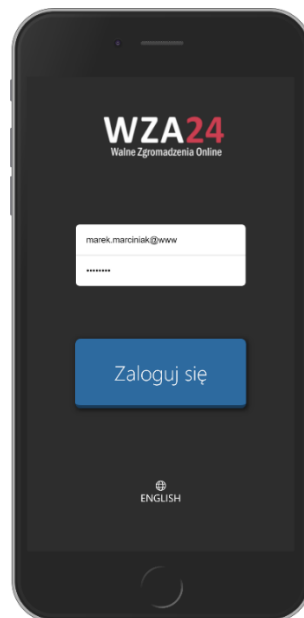 WZA24
Walne Zgromadzenia Online
marek.marciniak@www
••••••••
Zaloguj się
ENGLISH